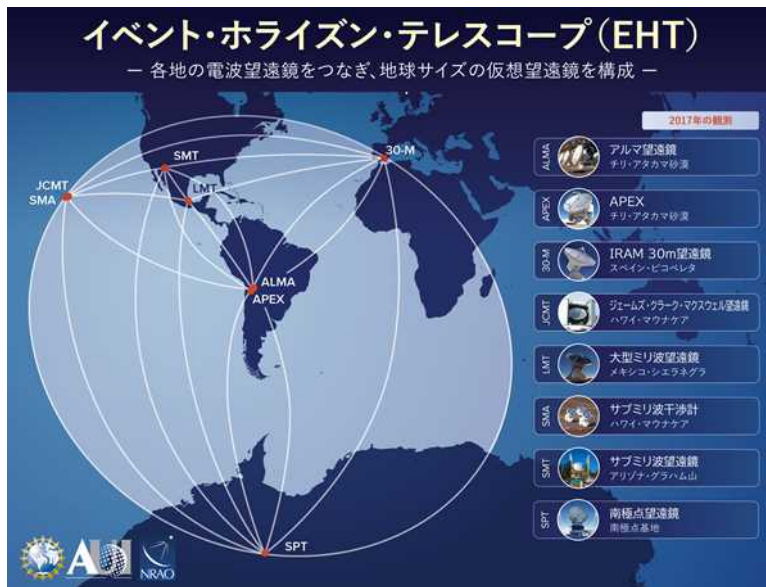 イベント・ホライズン・テレスコープ(EHT)
— 各地の電波望遠鏡をつなぎ、地球サイズの仮想望遠鏡を構成 —
2017年の観測
SMT
30-M
LMT
JCMT
SMA
ALMA
APEX
SPT
ALMA
アルマ望遠鏡
チリ・アタカマ砂漠
APEX
APEX
チリ・アタカマ砂漠
30-M
IRAM 30m望遠鏡
スペイン・ピコベレタ
JCMT
ジェームズ・クラーク・マクスウェル望遠鏡
ハワイ・マウナケア
LMT
大型ミリ波望遠鏡
メキシコ・シエラネグラ
SMA
サブミリ波干渉計
ハワイ・マウナケア
SMT
サブミリ波望遠鏡
アリゾナ・グラハム山
SPT
南極点望遠鏡
南極点基地
AUI
NRAO